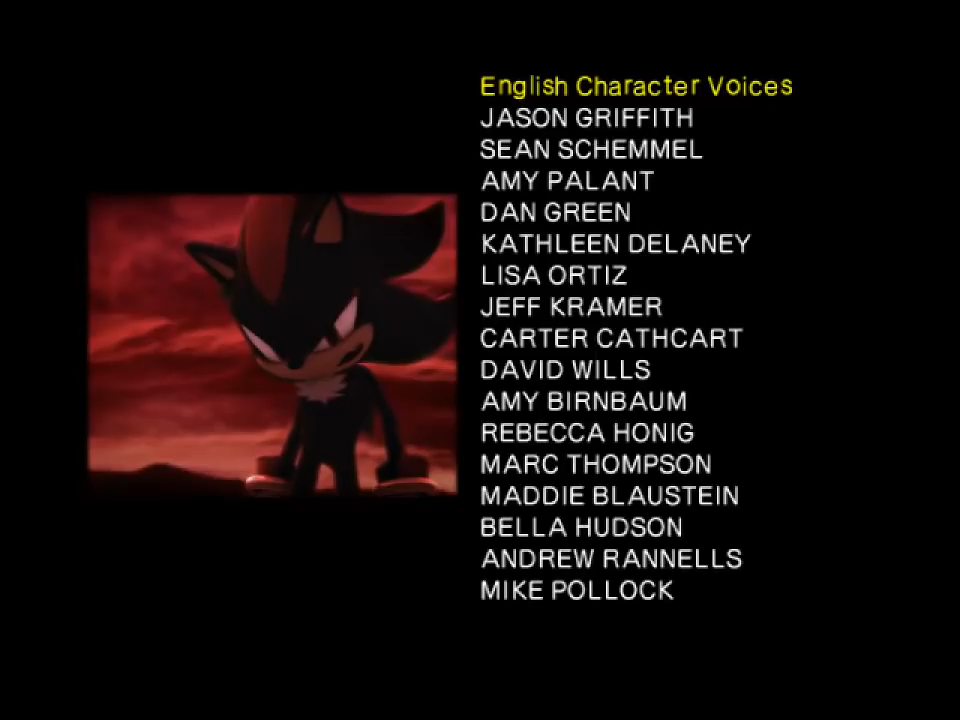 English Character Voices
JASON GRIFFITH
SEAN SCHEMMEL
AMY PALANT
DAN GREEN
KATHLEEN DELANEY
LISA ORTIZ
JEFF KRAMER
CARTER CATHCART
DAVID WILLS
AMY BIRNBAUM
REBECCA HONIG
MARC THOMPSON
MADDIE BLAUSTEIN
BELLA HUDSON
ANDREW RANNELLS
MIKE POLLOCK